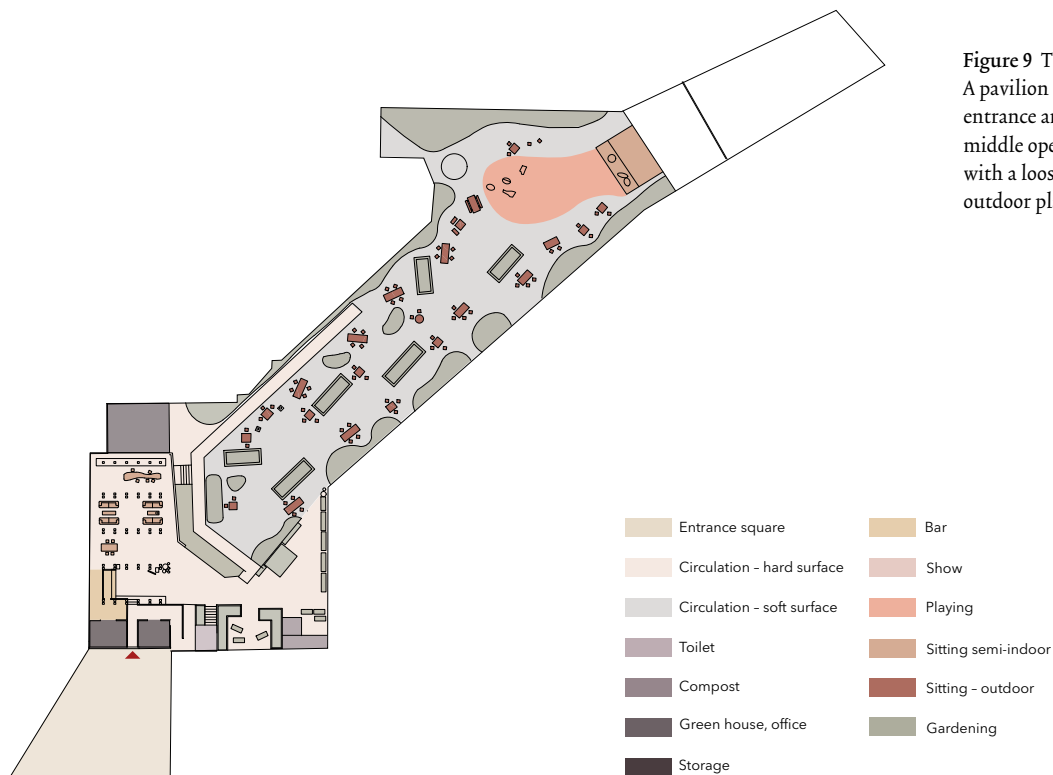 Figure 9 T
A pavilion
entrance ar
middle ope
with a loos
outdoor pl
Entrance square
Circulation – hard surface
Circulation – soft surface
Toilet
Compost
Green house, office
Storage
Bar
Show
Playing
Sitting semi-indoor
Sitting – outdoor
Gardening